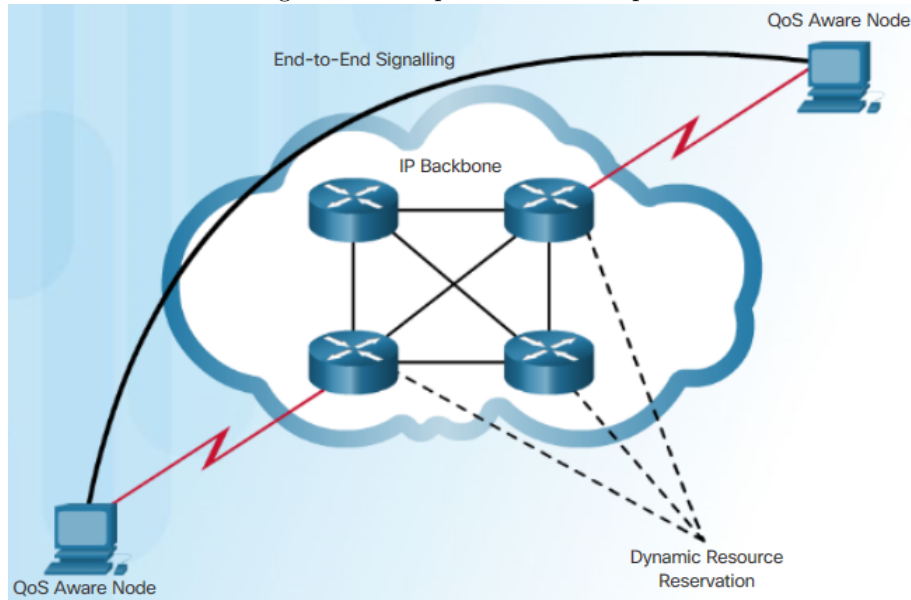 QoS Aware Node
End-to-End Signalling
IP Backbone
Dynamic Resource
Reservation
QoS Aware Node